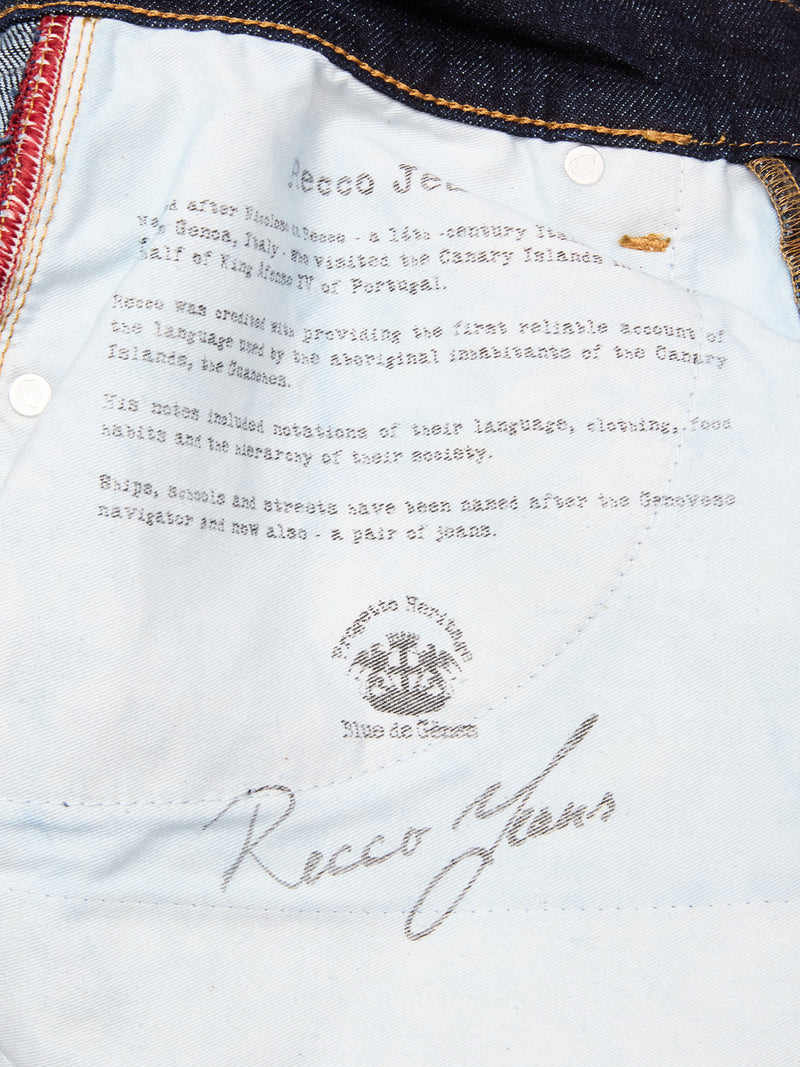 Recco Je
d after Nicoloso da Recco - a 14th-century Ita
Genoa, Italy - who visited the Canary Islands
half of King Afonso IV of Portugal.
Recco was credited with providing the first reliable account of
the language used by the aboriginal inhabitants of the Canary
Islands, the Guanches.
His notes included notations of their language, clothing, food
habits and the hierarchy of their society.
Ships, schools and streets have been named after the Genovese
navigator and now also - a pair of jeans.
Progetto Heritage
Blue de Gênes
Recco Jeans